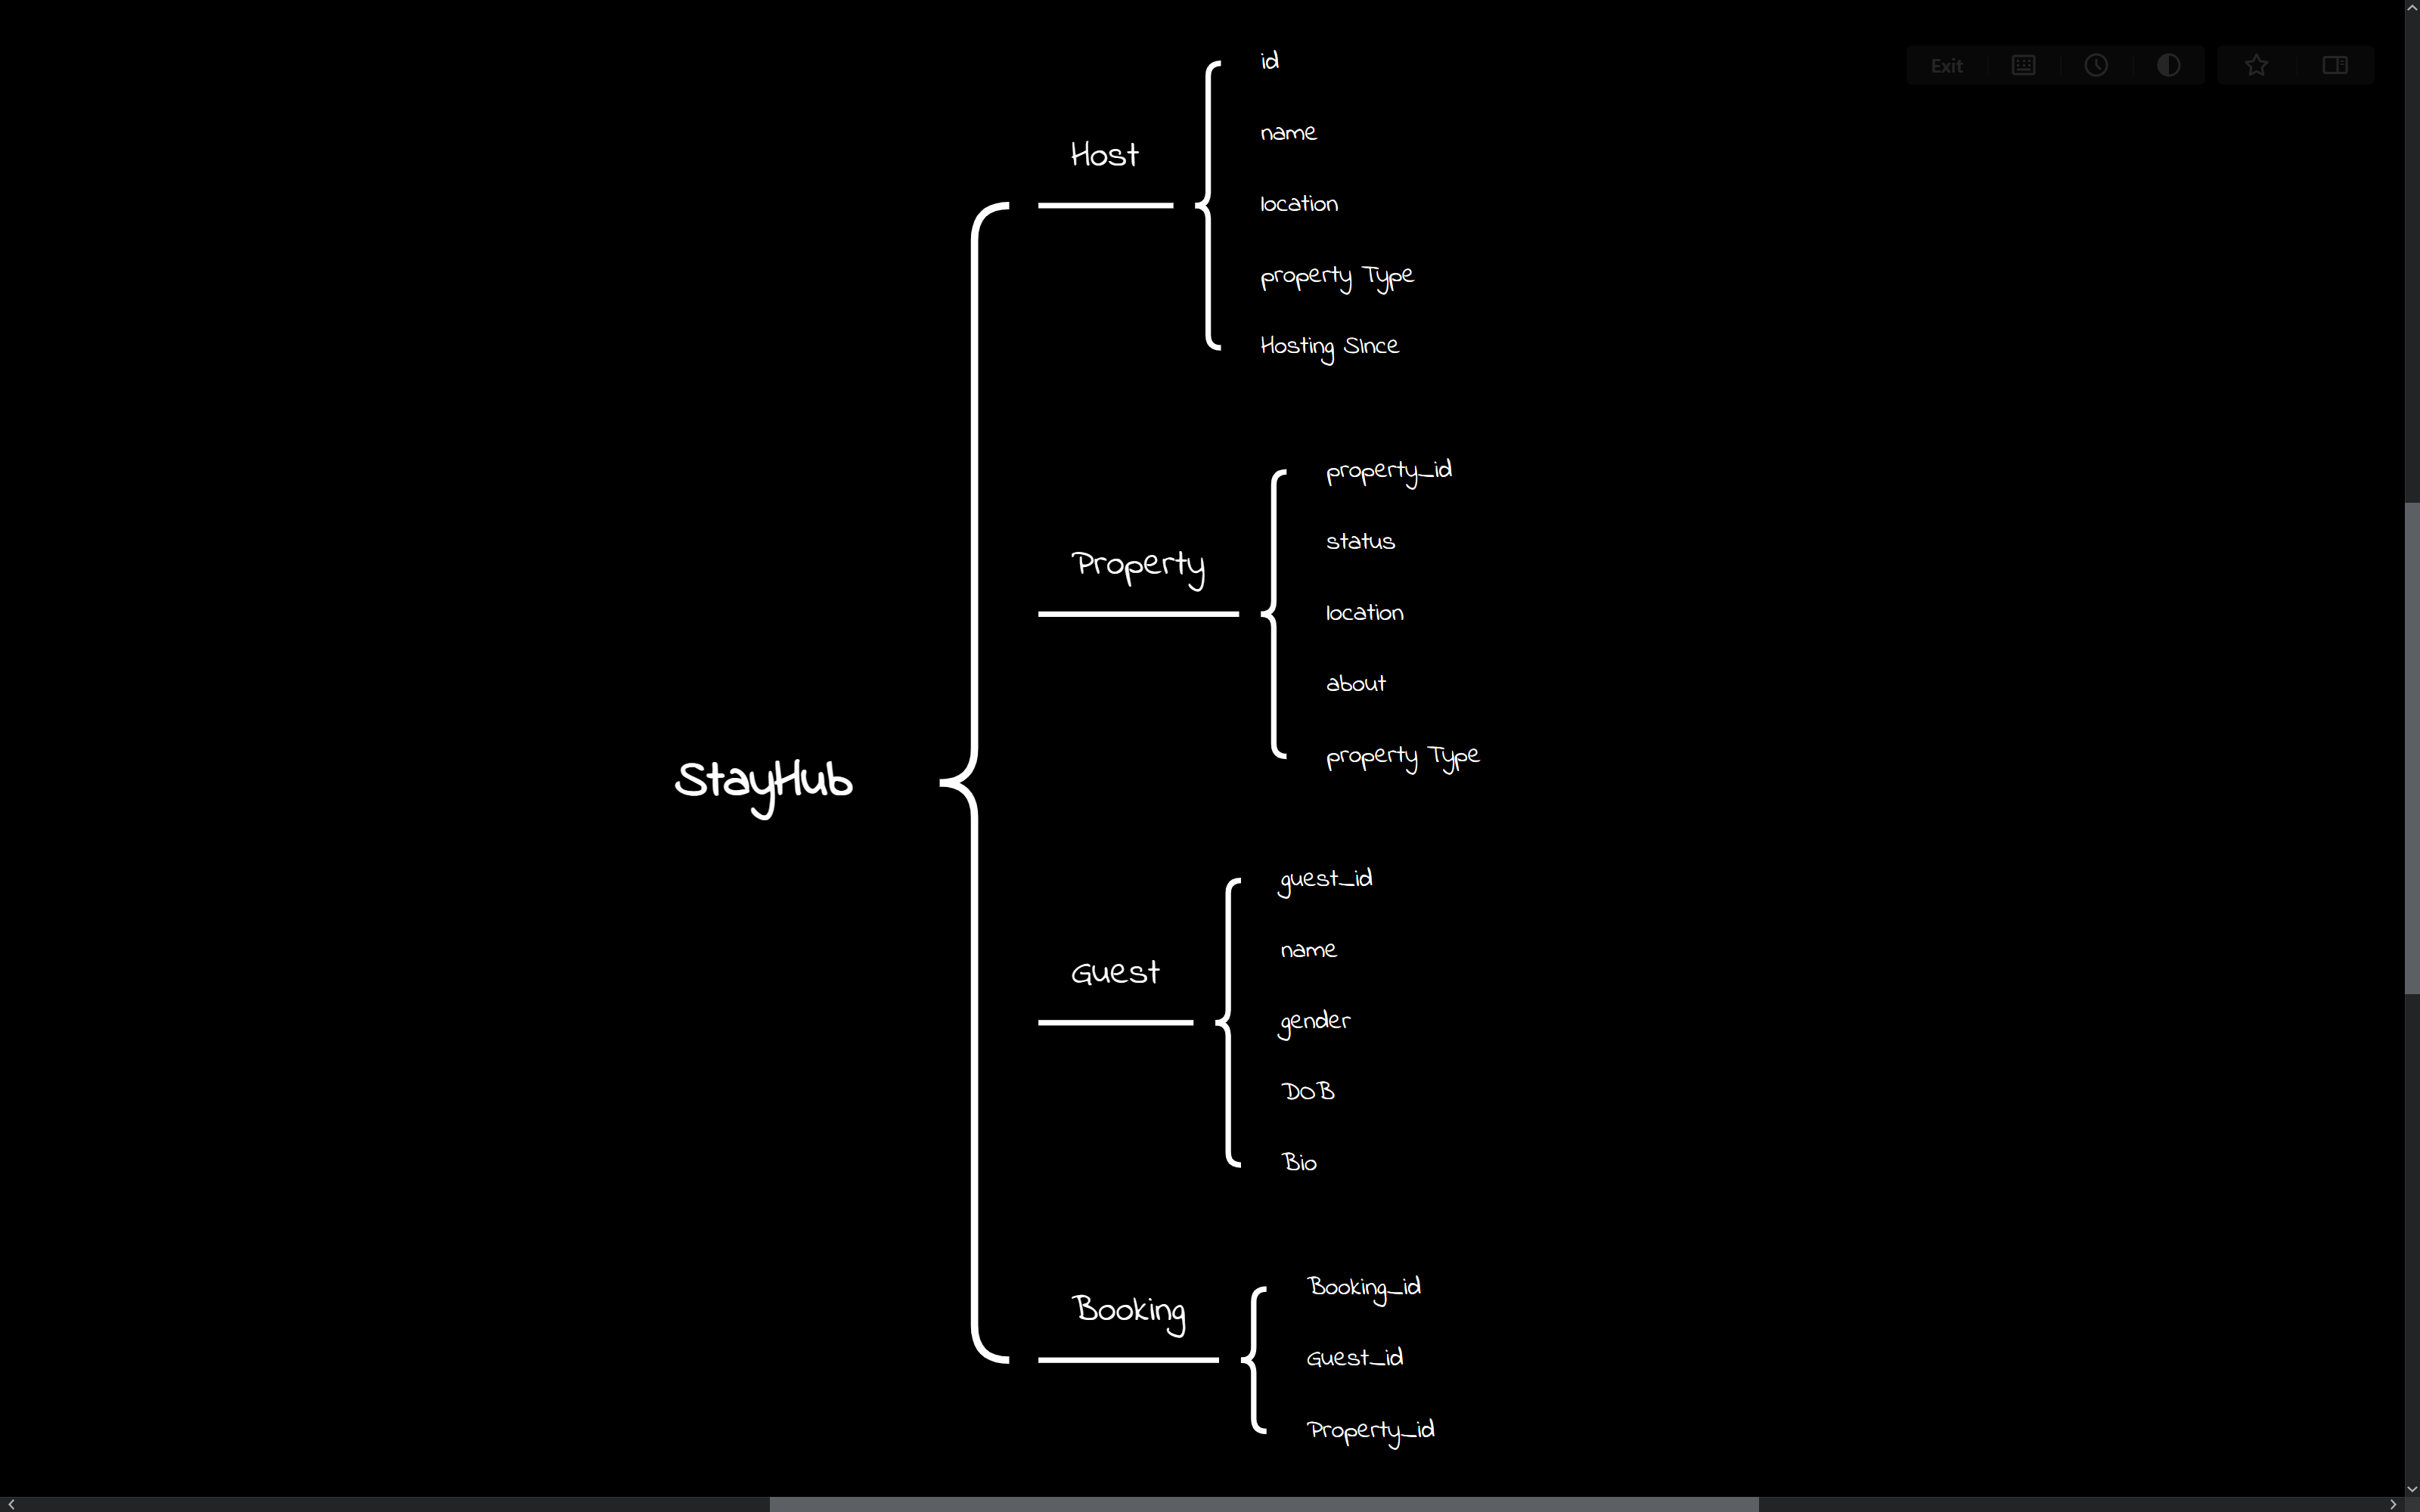 Exit
StayHub
Host
id
name
location
property Type
Hosting SInce
Property
property_id
status
location
about
property Type
Guest
guest_id
name
gender
DOB
Bio
Booking
Booking_id
Guest_id
Property_id